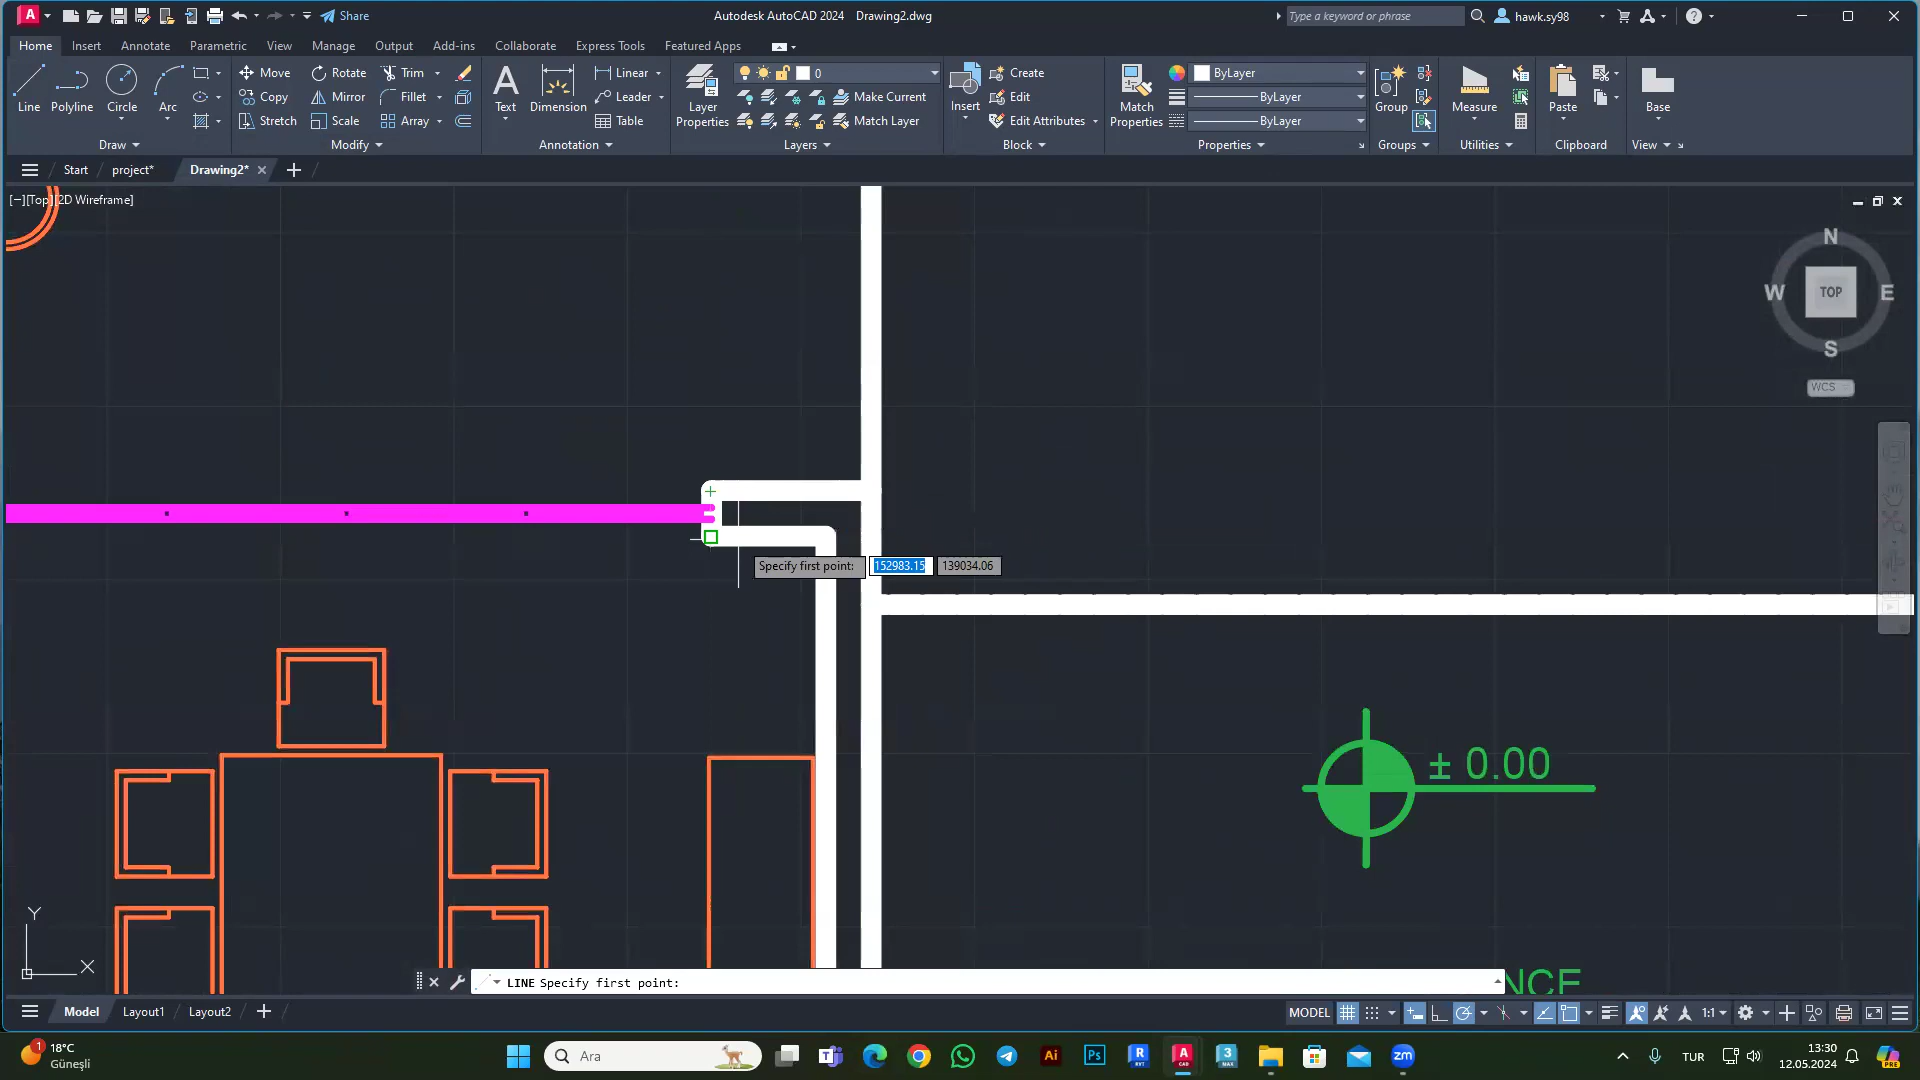 Share
Autodesk AutoCAD 2024 Drawing2.dwg
Type a keyword or phrase
hawk.sy98
Home Insert Annotate Parametric View Manage Output Add-ins Collaborate Express Tools Featured Apps
Line
Polyline
Circle
Arc
Draw
Move
Rotate
Trim
Copy
Mirror
Fillet
Stretch
Scale
Array
Modify
Text
Dimension
Linear
Leader
Table
Annotation
Layer
Properties
0
Make Current
Match Layer
Layers
Insert
Create
Edit
Edit Attributes
Block
Match
Properties
ByLayer
ByLayer
ByLayer
Properties
Group
Groups
Measure
Utilities
Paste
Clipboard
Base
View
Start
project*
Drawing2*
[−][Top][2D Wireframe]
N
W
TOP
E
S
WCS
Specify first point:
152983.15
139034.06
± 0.00
NCE
Y
X
LINE Specify first point:
Model
Layout1
Layout2
MODEL
1:1
1
18°C
Güneşli
Ara
TUR
13:30
12.05.2024